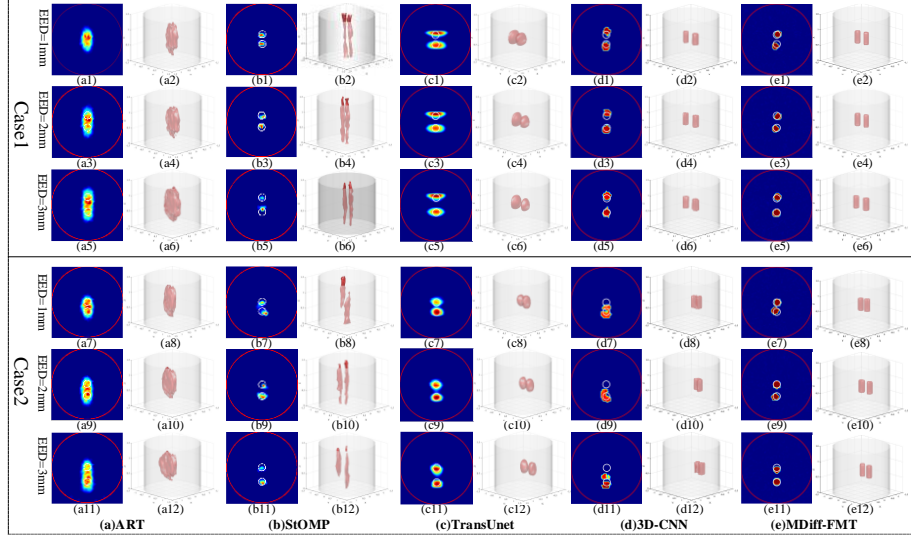 Case1
EED=1mm
(a1) (a2) (b1) (b2) (c1) (c2) (d1) (d2) (e1) (e2)
EED=2mm
(a3) (a4) (b3) (b4) (c3) (c4) (d3) (d4) (e3) (e4)
EED=3mm
(a5) (a6) (b5) (b6) (c5) (c6) (d5) (d6) (e5) (e6)
Case2
EED=1mm
(a7) (a8) (b7) (b8) (c7) (c8) (d7) (d8) (e7) (e8)
EED=2mm
(a9) (a10) (b9) (b10) (c9) (c10) (d9) (d10) (e9) (e10)
EED=3mm
(a11) (a12) (b11) (b12) (c11) (c12) (d11) (d12) (e11) (e12)
(a)ART (b)StOMP (c)TransUnet (d)3D-CNN (e)MDiff-FMT